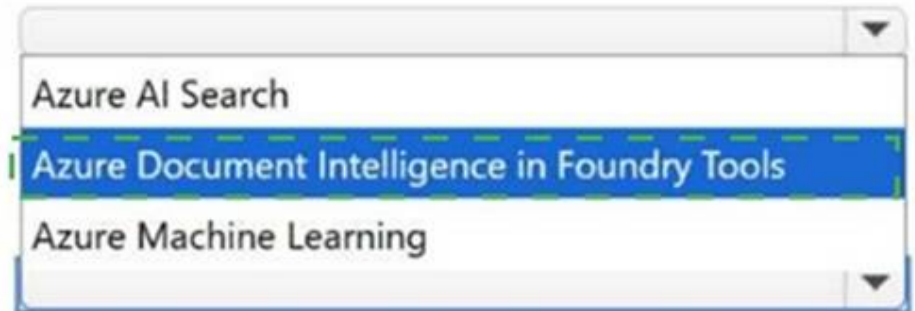 Azure AI Search
Azure Document Intelligence in Foundry Tools
Azure Machine Learning